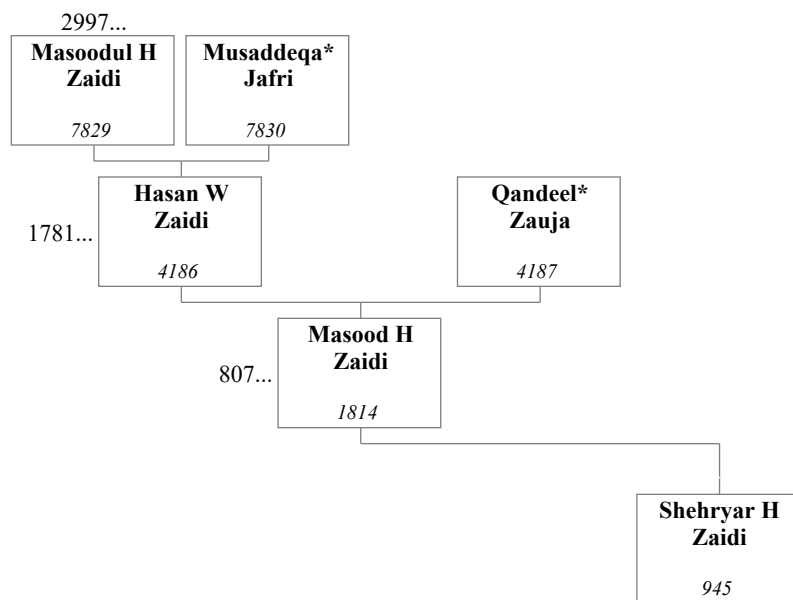 2997...
Masoodul H
Zaidi
7829
Musaddeqa*
Jafri
7830
1781...
Hasan W
Zaidi
4186
Qandeel*
Zauja
4187
807...
Masood H
Zaidi
1814
Shehryar H
Zaidi
945